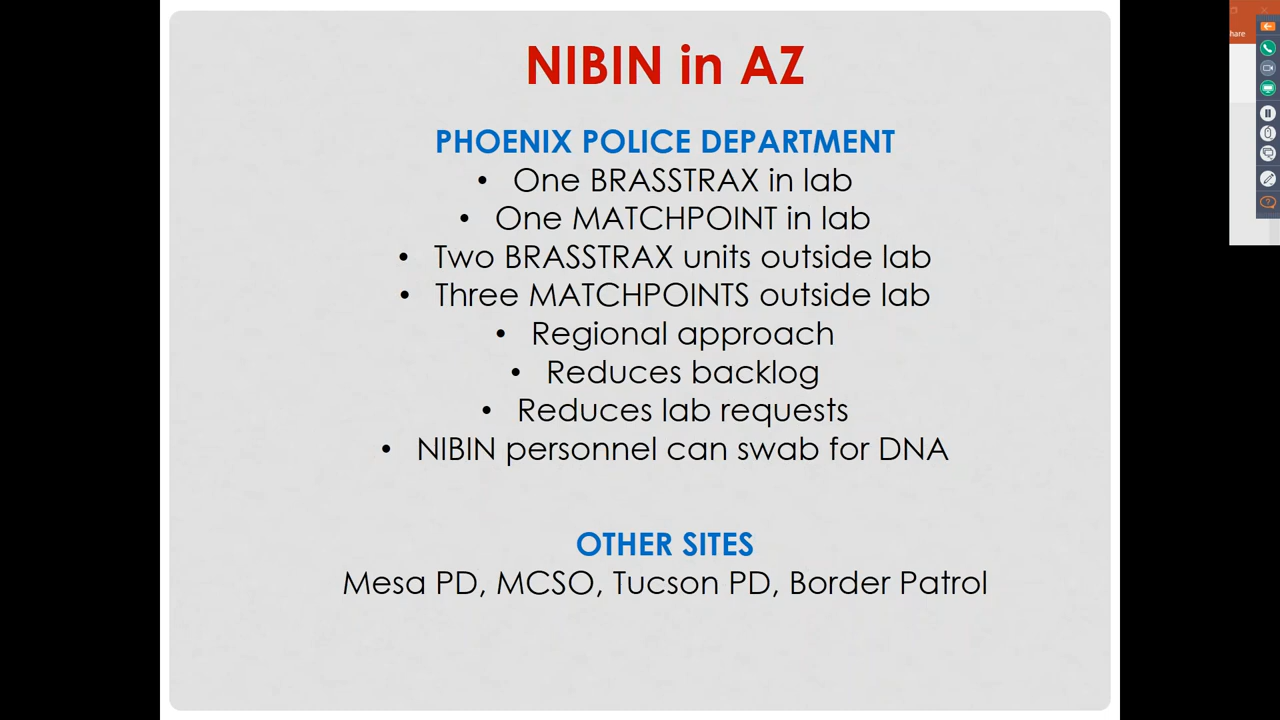 NIBIN in AZ
PHOENIX POLICE DEPARTMENT
• One BRASSTRAX in lab
• One MATCHPOINT in lab
• Two BRASSTRAX units outside lab
• Three MATCHPOINTS outside lab
• Regional approach
• Reduces backlog
• Reduces lab requests
• NIBIN personnel can swab for DNA
OTHER SITES
Mesa PD, MCSO, Tucson PD, Border Patrol
hare